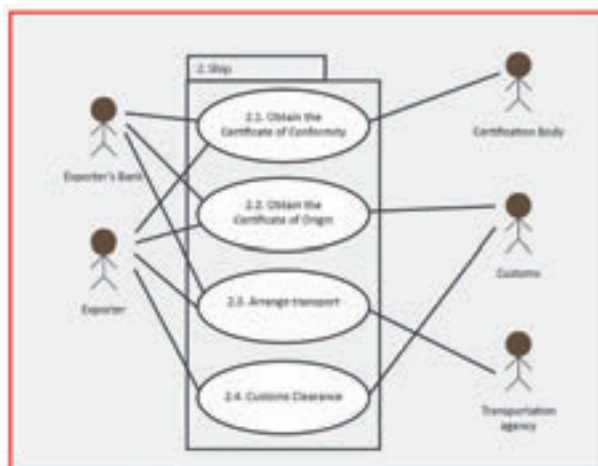 2. Ship
2.1. Obtain the
Certificate of Conformity
Certification Body
Exporter's Bank
2.2. Obtain the
Certificate of Origin
Customs
Exporter
2.3. Arrange transport
2.4. Customs Clearance
Transportation
agency